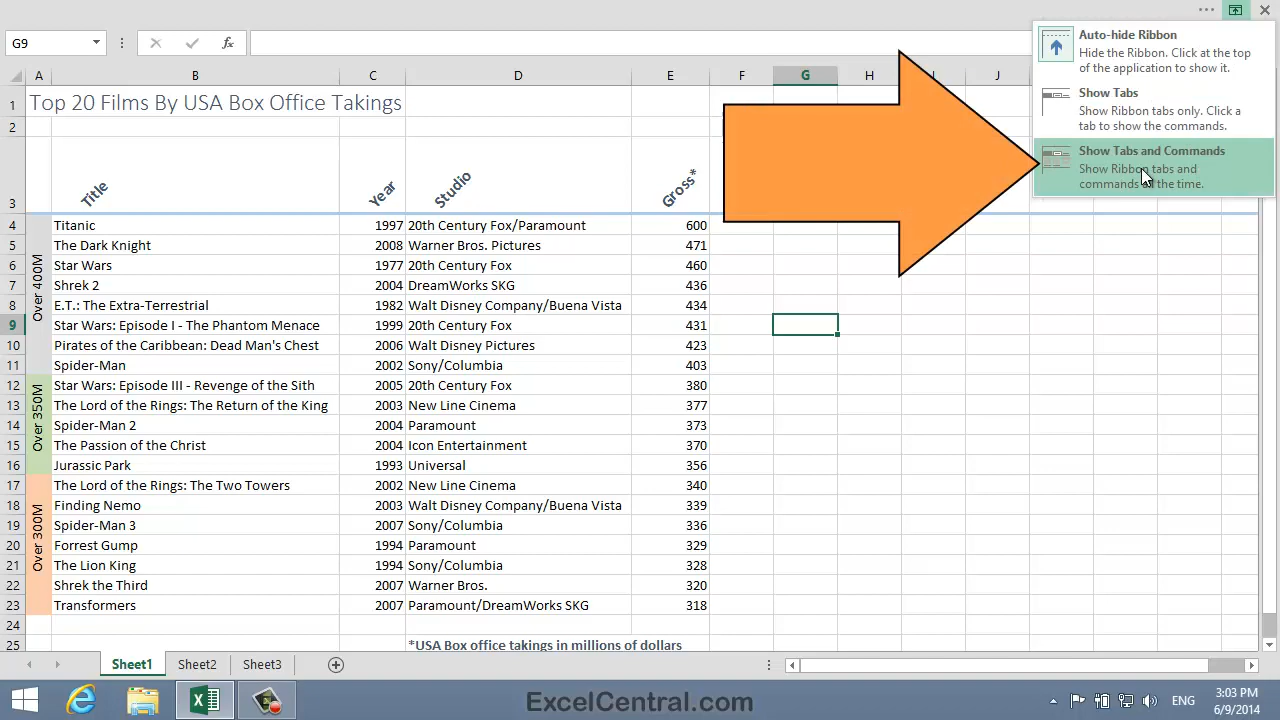 G9
fx
Auto-hide Ribbon
Hide the Ribbon. Click at the top
of the application to show it.
Show Tabs
Show Ribbon tabs only. Click a
tab to show the commands.
Show Tabs and Commands
Show Ribbon tabs and
commands the time.
A B C D E F G H J
1 Top 20 Films By USA Box Office Takings
2
3 Title Year Studio Gross*
Over 400M
4 Titanic 1997 20th Century Fox/Paramount 600
5 The Dark Knight 2008 Warner Bros. Pictures 471
6 Star Wars 1977 20th Century Fox 460
7 Shrek 2 2004 DreamWorks SKG 436
8 E.T.: The Extra-Terrestrial 1982 Walt Disney Company/Buena Vista 434
9 Star Wars: Episode I - The Phantom Menace 1999 20th Century Fox 431
10 Pirates of the Caribbean: Dead Man's Chest 2006 Walt Disney Pictures 423
11 Spider-Man 2002 Sony/Columbia 403
Over 350M
12 Star Wars: Episode III - Revenge of the Sith 2005 20th Century Fox 380
13 The Lord of the Rings: The Return of the King 2003 New Line Cinema 377
14 Spider-Man 2 2004 Paramount 373
15 The Passion of the Christ 2004 Icon Entertainment 370
16 Jurassic Park 1993 Universal 356
Over 300M
17 The Lord of the Rings: The Two Towers 2002 New Line Cinema 340
18 Finding Nemo 2003 Walt Disney Company/Buena Vista 339
19 Spider-Man 3 2007 Sony/Columbia 336
20 Forrest Gump 1994 Paramount 329
21 The Lion King 1994 Sony/Columbia 328
22 Shrek the Third 2007 Warner Bros. 320
23 Transformers 2007 Paramount/DreamWorks SKG 318
24
25 *USA Box office takings in millions of dollars
Sheet1 Sheet2 Sheet3
ExcelCentral.com
ENG
3:03 PM
6/9/2014